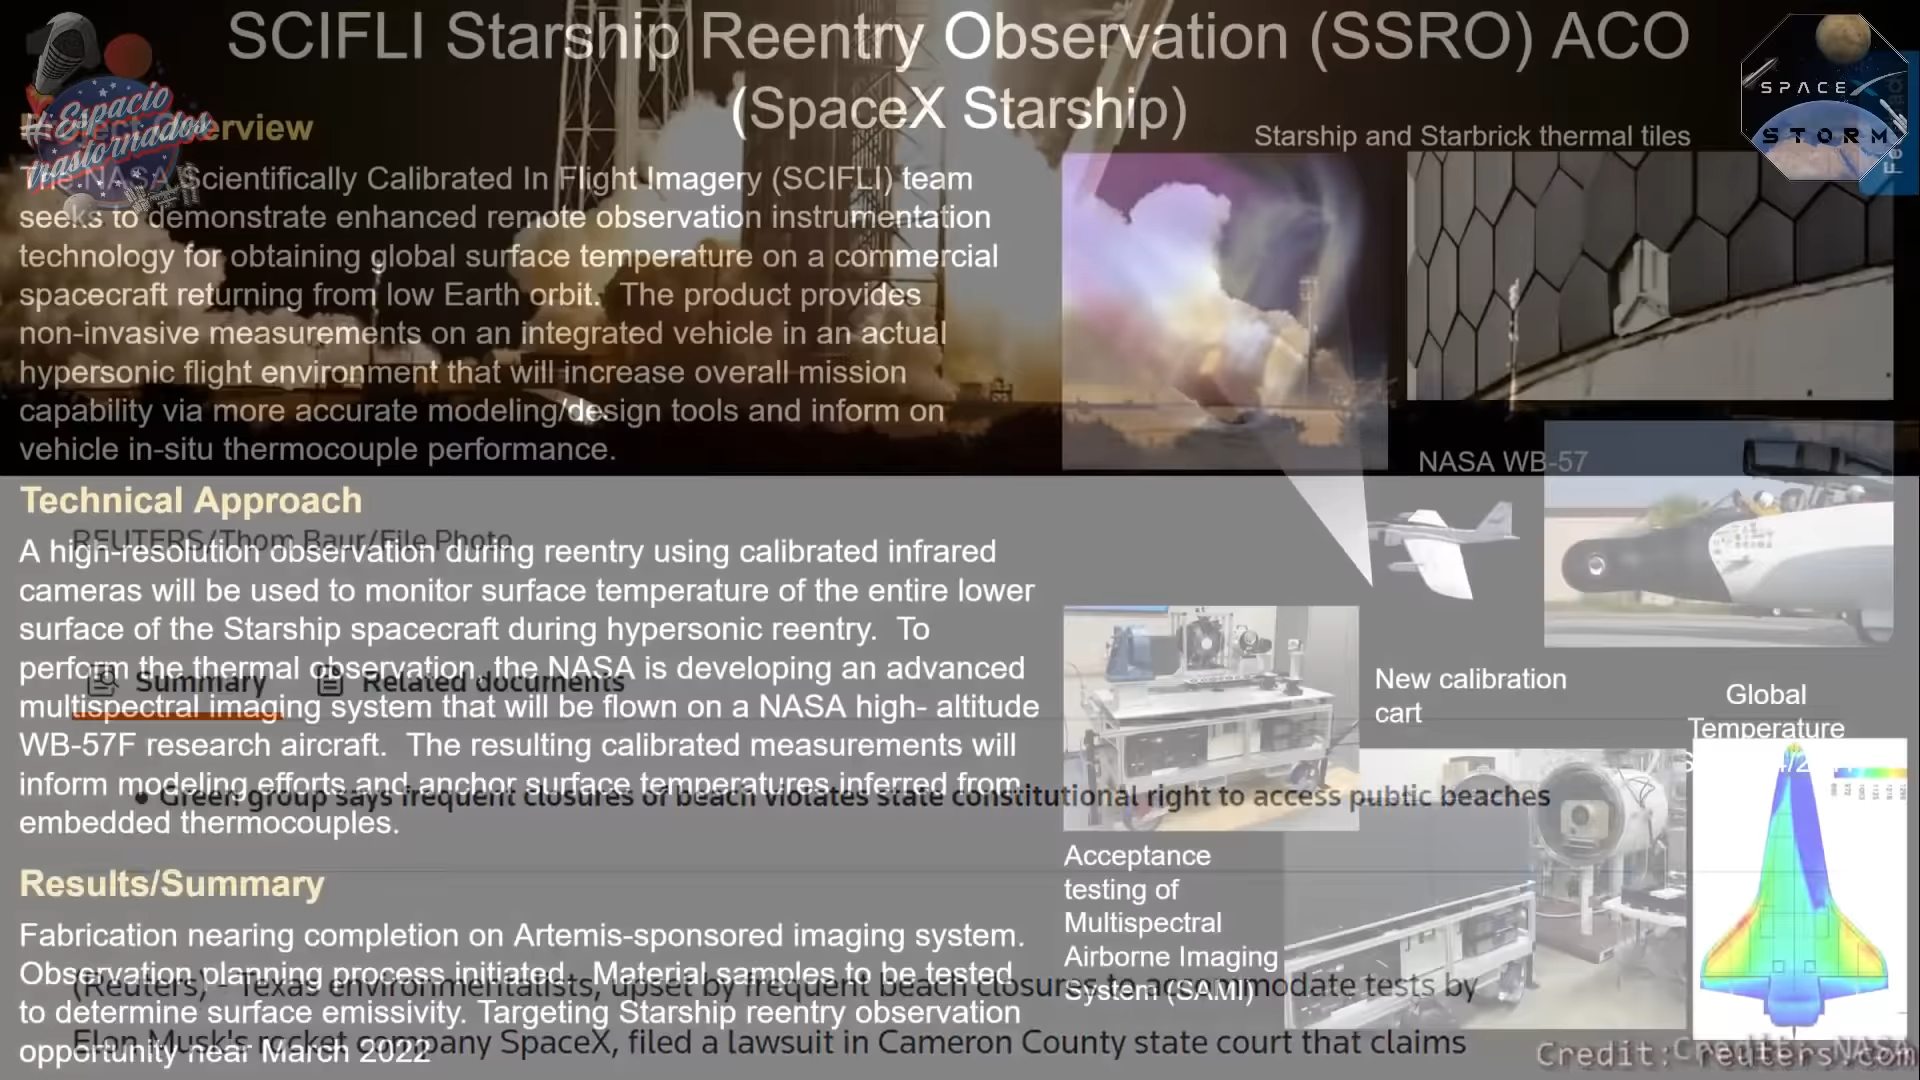 SCIFLI Starship Reentry Observation (SSRO) ACO
(SpaceX Starship)
#Espacio
trastornados
SPACEX
STORM
Overview
The NASA Scientifically Calibrated In Flight Imagery (SCIFLI) team
seeks to demonstrate enhanced remote observation instrumentation
technology for obtaining global surface temperature on a commercial
spacecraft returning from low Earth orbit. The product provides
non-invasive measurements on an integrated vehicle in an actual
hypersonic flight environment that will increase overall mission
capability via more accurate modeling/design tools and inform on
vehicle in-situ thermocouple performance.
Starship and Starbrick thermal tiles
NASA WB-57
Technical Approach
REUTERS/Thom Baur/File Photo
A high-resolution observation during reentry using calibrated infrared
cameras will be used to monitor surface temperature of the entire lower
surface of the Starship spacecraft during hypersonic reentry. To
perform the thermal observation, the NASA is developing an advanced
Summary
Related documents
multispectral imaging system that will be flown on a NASA high- altitude
WB-57F research aircraft. The resulting calibrated measurements will
inform modeling efforts and anchor surface temperatures inferred from
• Green group says frequent closures of beach violates state constitutional right to access public beaches
embedded thermocouples.
New calibration
cart
Global
Temperature
Acceptance
testing of
Multispectral
Airborne Imaging
System (SAMI)
Results/Summary
Fabrication nearing completion on Artemis-sponsored imaging system.
Observation planning process initiated. Material samples to be tested
(Reuters) - Texas environmentalists, upset by frequent beach closures to accommodate tests by
to determine surface emissivity. Targeting Starship reentry observation
Elon Musk's rocket company SpaceX, filed a lawsuit in Cameron County state court that claims
opportunity near March 2022
Credit: reuters.com
Credit: NASA